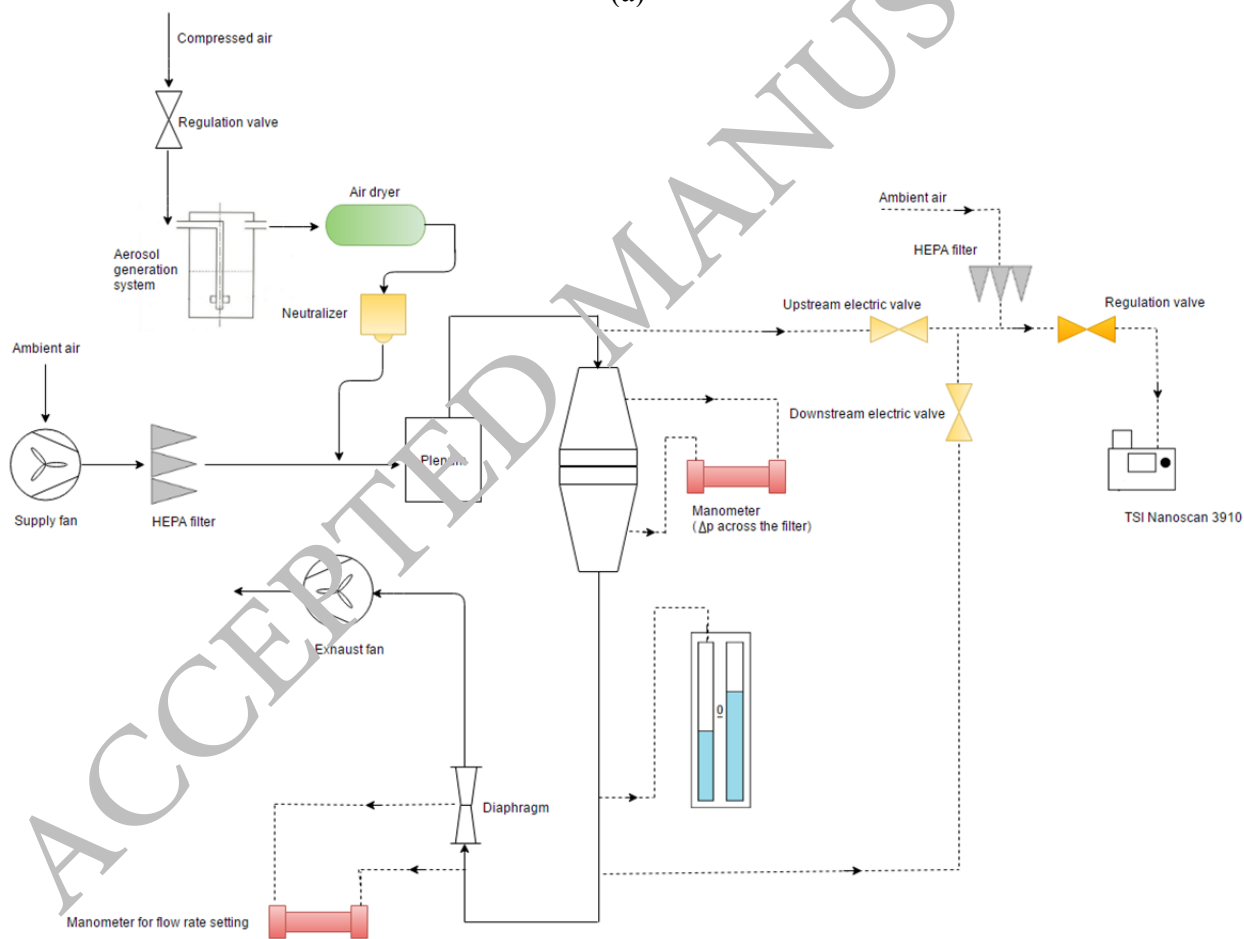 (a)
Compressed air
Regulation valve
Air dryer
Ambient air
HEPA filter
Aerosol
generation
system
Neutralizer
Upstream electric valve
Regulation valve
Ambient air
Downstream electric valve
Plenum
Supply fan
HEPA filter
Manometer
(Δp across the filter)
TSI Nanoscan 3910
Exhaust fan
0
Diaphragm
Manometer for flow rate setting
ACCEPTED MANUS